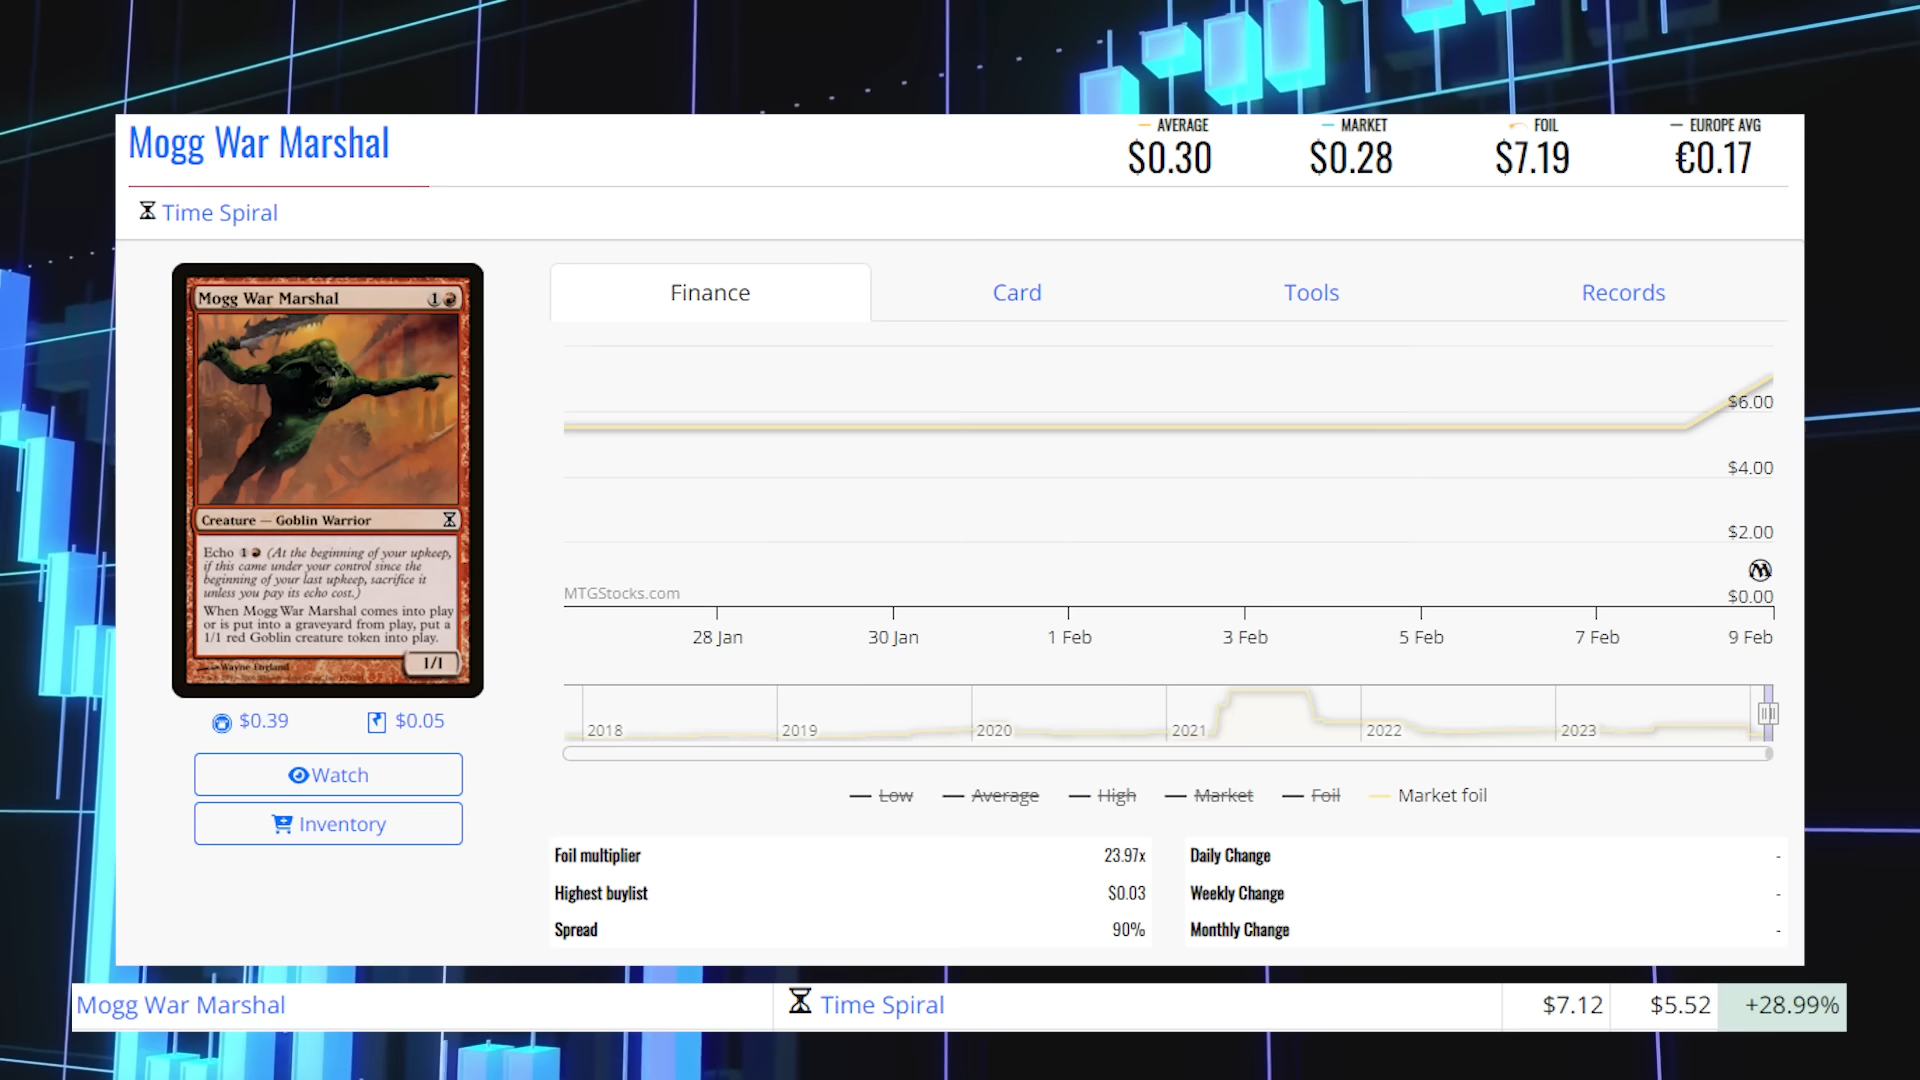 Mogg War Marshal
AVERAGE
$0.30
MARKET
$0.28
FOIL
$7.19
EUROPE AVG
€0.17
Time Spiral
Mogg War Marshal 1
Creature — Goblin Warrior
Echo 1 (At the beginning of your upkeep,
if this came under your control since the
beginning of your last upkeep, sacrifice it
unless you pay its echo cost.)
When Mogg War Marshal comes into play
or is put into a graveyard from play, put a
1/1 red Goblin creature token into play.
Wayne England
1/1
$0.39
$0.05
Watch
Inventory
Finance
Card
Tools
Records
$6.00
$4.00
$2.00
$0.00
MTGStocks.com
28 Jan
30 Jan
1 Feb
3 Feb
5 Feb
7 Feb
9 Feb
2018
2019
2020
2021
2022
2023
Low
Average
High
Market
Foil
Market foil
Foil multiplier 23.97x
Highest buylist $0.03
Spread 90%
Daily Change -
Weekly Change -
Monthly Change -
Mogg War Marshal Time Spiral $7.12 $5.52 +28.99%